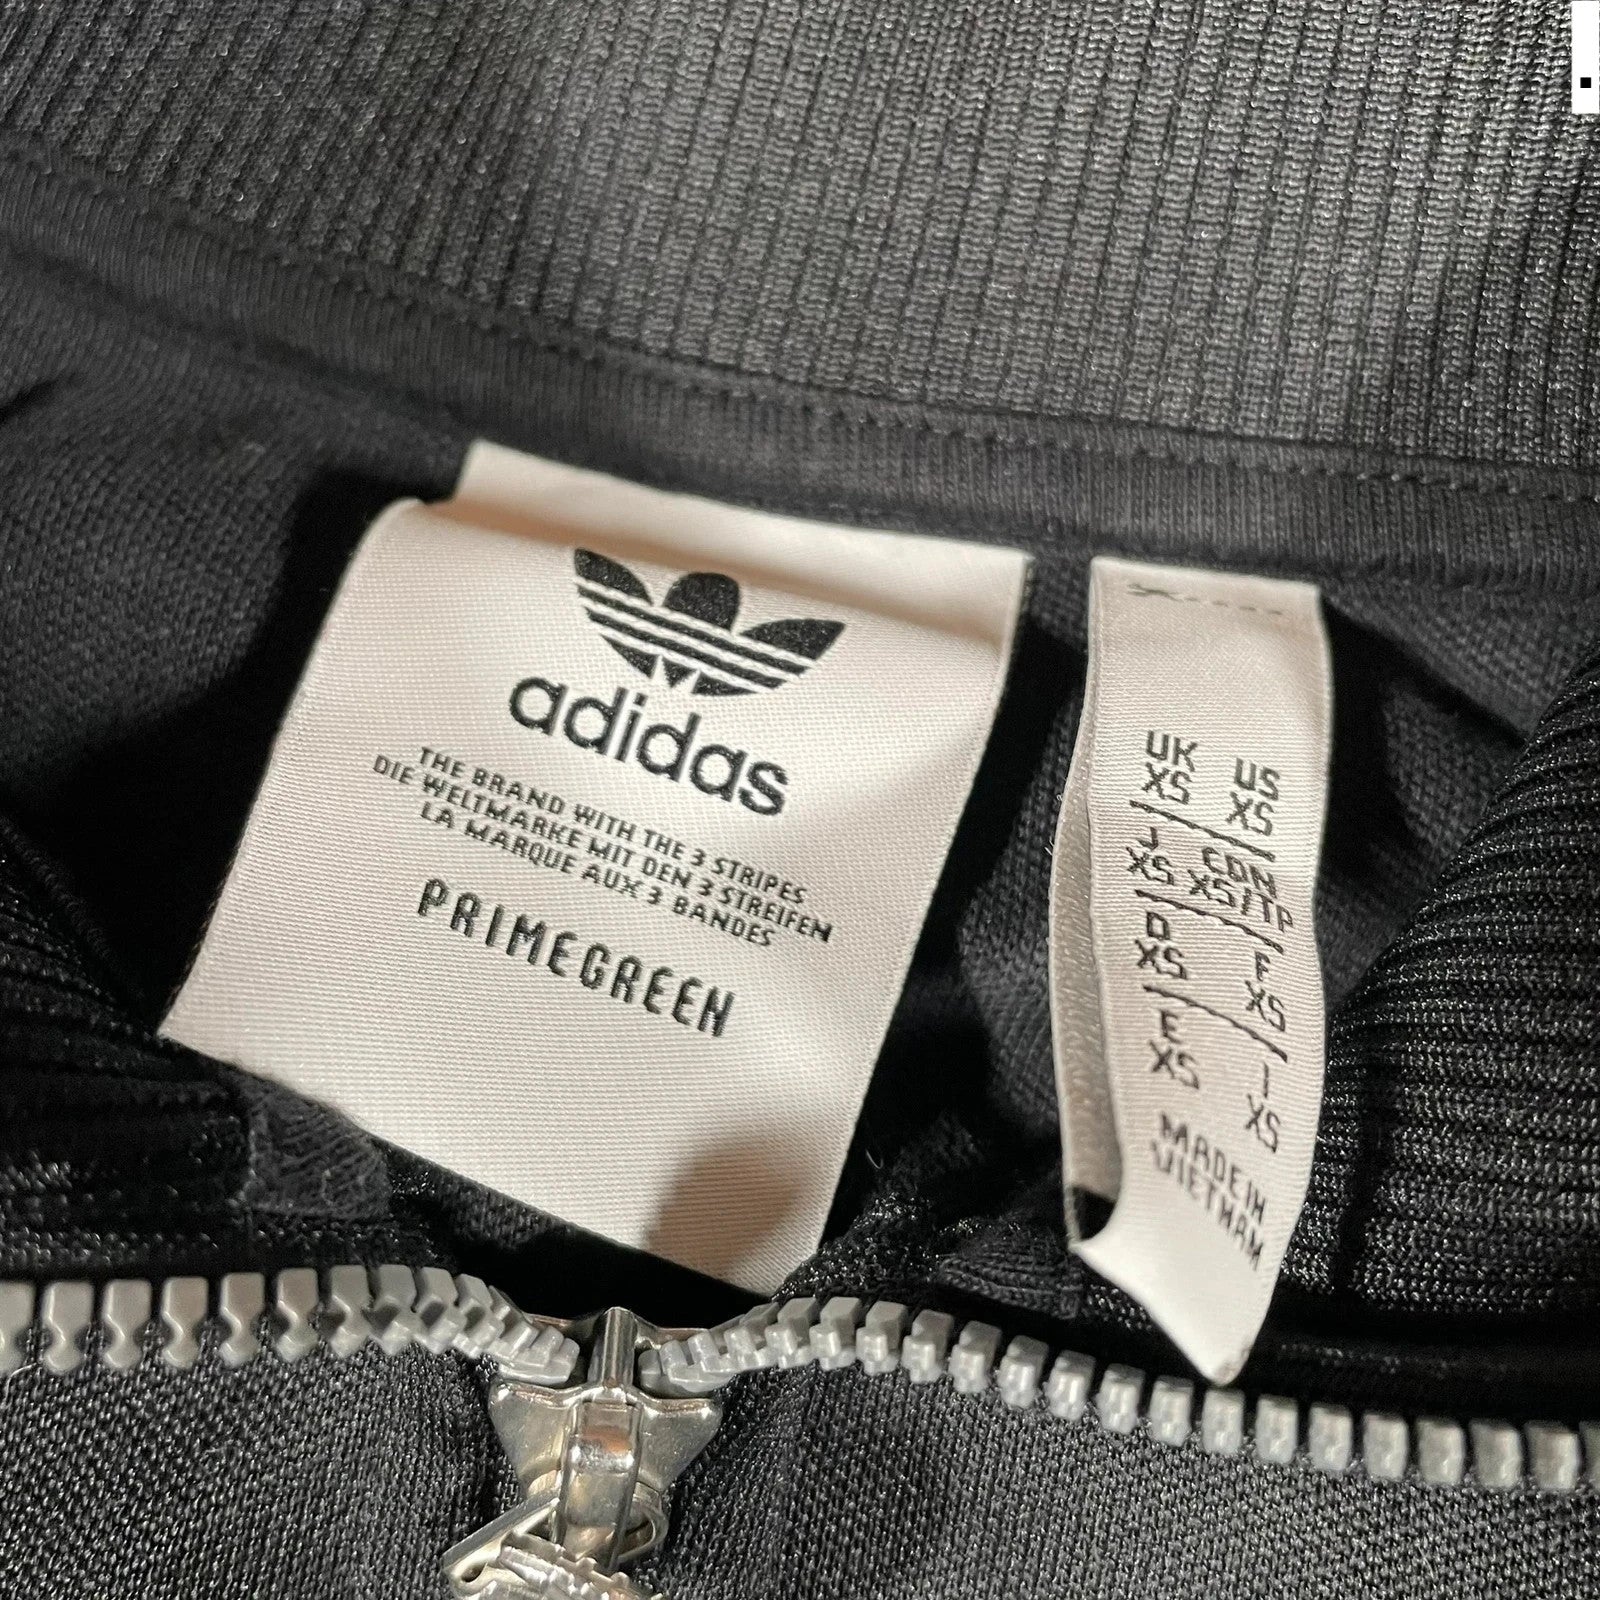 adidas
THE BRAND WITH THE 3 STRIPES
DIE WELTMARKE MIT DEN 3 STREIFEN
LA MARQUE AUX 3 BANDES
PRIMEGREEN
UK US
XS XS
J CDN
XS XS/TP
D F
XS XS
E I
XS XS
MADE IN
VIETNAM